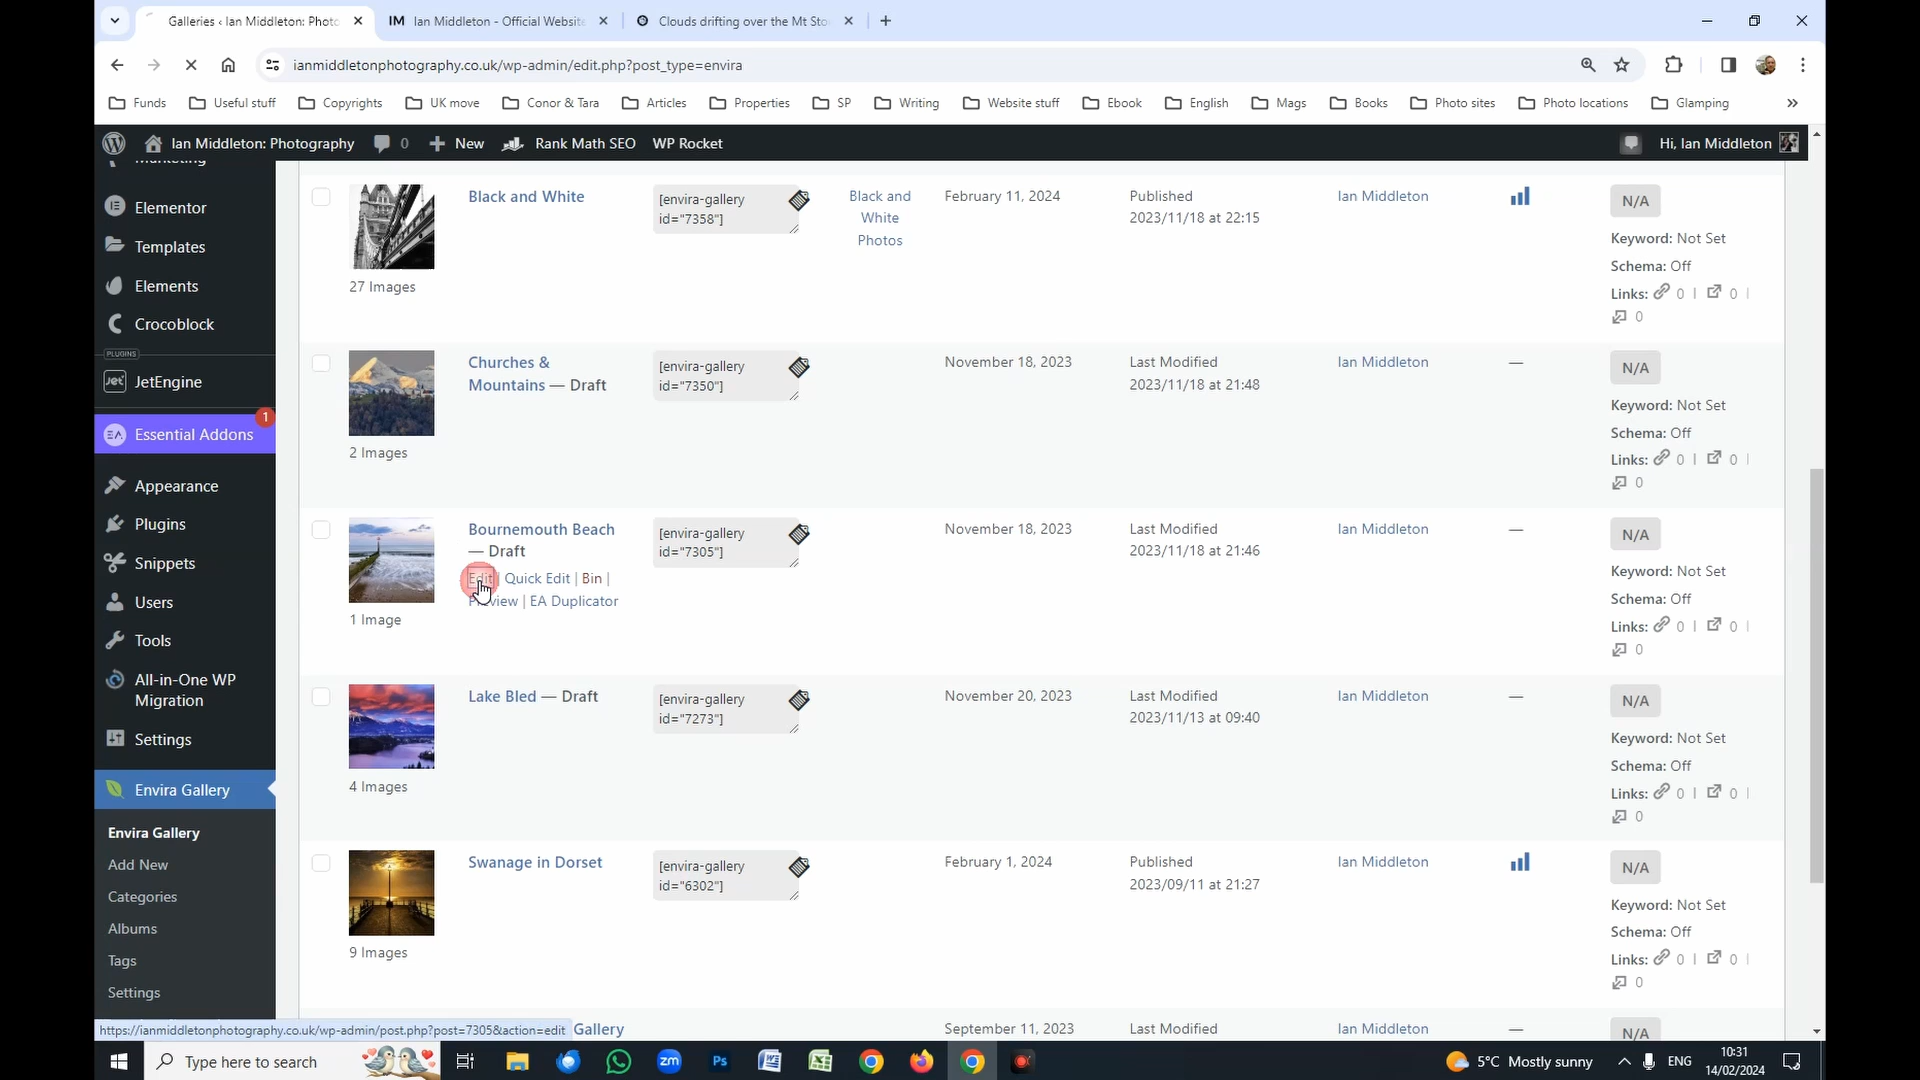 Galleries ‹ Ian Middleton: Photo
Ian Middleton - Official Website
Clouds drifting over the Mt Sto
ianmiddletonphotography.co.uk/wp-admin/edit.php?post_type=envira
Funds
Useful stuff
Copyrights
UK move
Conor & Tara
Articles
Properties
SP
Writing
Website stuff
Ebook
English
Mags
Books
Photo sites
Photo locations
Glamping
Ian Middleton: Photography
0
New
Rank Math SEO
WP Rocket
Hi, Ian Middleton
Marketing
Elementor
Templates
Elements
Crocoblock
PLUGINS
JetEngine
Essential Addons
1
Appearance
Plugins
Snippets
Users
Tools
All-in-One WP
Migration
Settings
Envira Gallery
Envira Gallery
Add New
Categories
Albums
Tags
Settings
27 Images
Black and White
[envira-gallery
id="7358"]
Black and
White
Photos
February 11, 2024
Published
2023/11/18 at 22:15
Ian Middleton
N/A
Keyword: Not Set
Schema: Off
Links: 0 | 0 |
0
2 Images
Churches &
Mountains — Draft
[envira-gallery
id="7350"]
November 18, 2023
Last Modified
2023/11/18 at 21:48
Ian Middleton
—
N/A
Keyword: Not Set
Schema: Off
Links: 0 | 0 |
0
1 Image
Bournemouth Beach
— Draft
Edit | Quick Edit | Bin |
Preview | EA Duplicator
[envira-gallery
id="7305"]
November 18, 2023
Last Modified
2023/11/18 at 21:46
Ian Middleton
—
N/A
Keyword: Not Set
Schema: Off
Links: 0 | 0 |
0
4 Images
Lake Bled — Draft
[envira-gallery
id="7273"]
November 20, 2023
Last Modified
2023/11/13 at 09:40
Ian Middleton
—
N/A
Keyword: Not Set
Schema: Off
Links: 0 | 0 |
0
9 Images
Swanage in Dorset
[envira-gallery
id="6302"]
February 1, 2024
Published
2023/09/11 at 21:27
Ian Middleton
N/A
Keyword: Not Set
Schema: Off
Links: 0 | 0 |
0
Gallery
September 11, 2023
Last Modified
Ian Middleton
—
N/A
https://ianmiddletonphotography.co.uk/wp-admin/post.php?post=7305&action=edit
Type here to search
zm
Ps
5°C Mostly sunny
ENG
10:31
14/02/2024